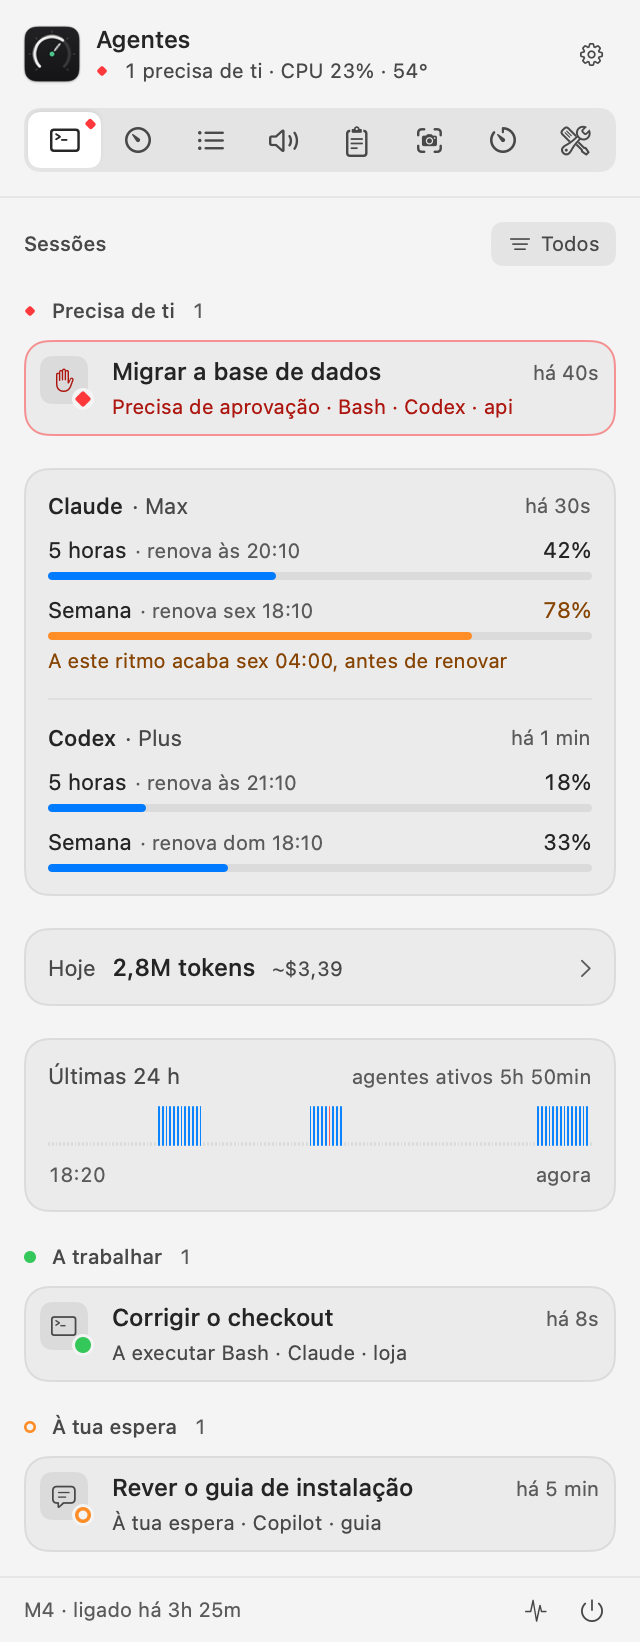 Agentes
1 precisa de ti · CPU 23% · 54°
Sessões
Todos
Precisa de ti 1
Migrar a base de dados há 40s
Precisa de aprovação · Bash · Codex · api
Claude · Max há 30s
5 horas · renova às 20:10 42%
Semana · renova sex 18:10 78%
A este ritmo acaba sex 04:00, antes de renovar
Codex · Plus há 1 min
5 horas · renova às 21:10 18%
Semana · renova dom 18:10 33%
Hoje 2,8M tokens ~$3,39
Últimas 24 h agentes ativos 5h 50min
18:20 agora
A trabalhar 1
Corrigir o checkout há 8s
A executar Bash · Claude · loja
À tua espera 1
Rever o guia de instalação há 5 min
À tua espera · Copilot · guia
M4 · ligado há 3h 25m